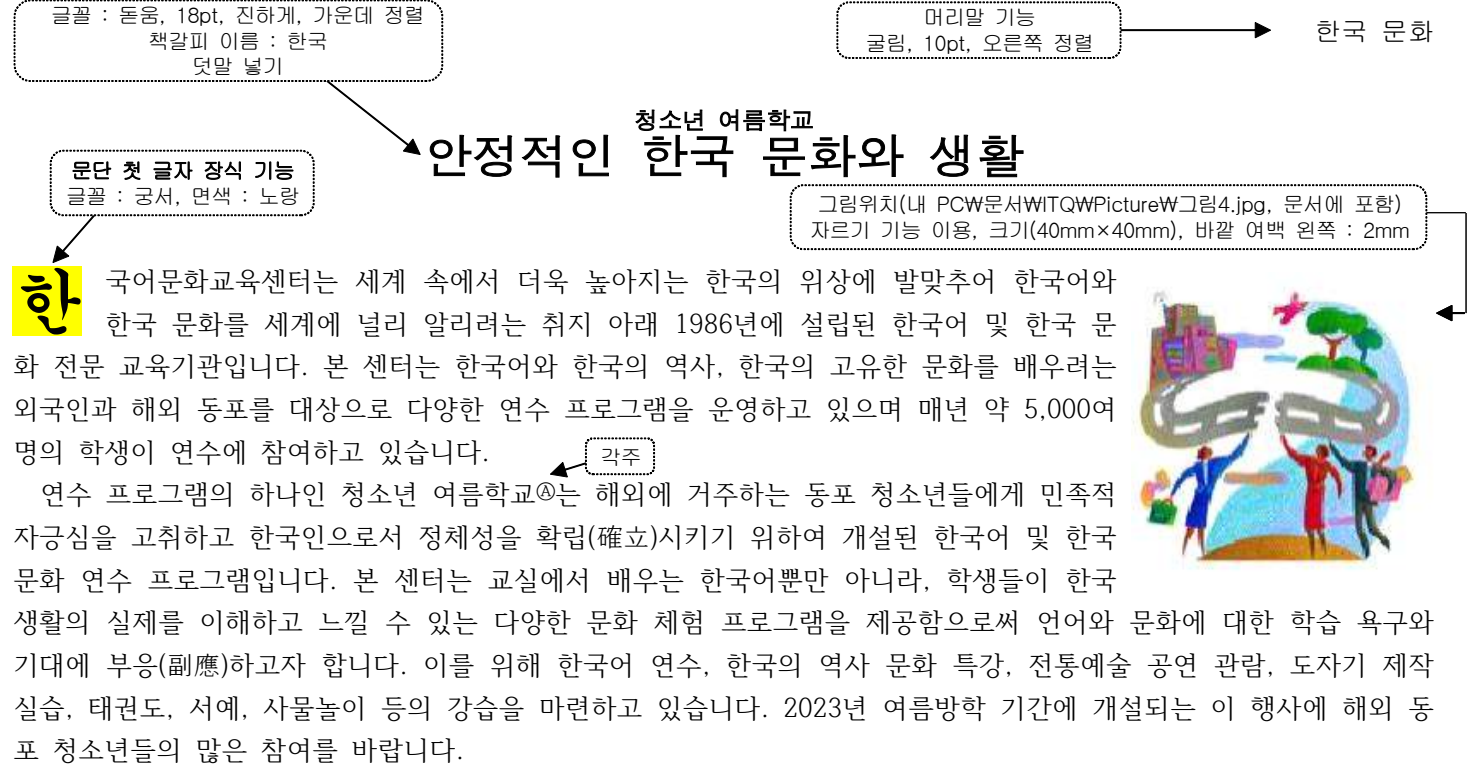 글꼴 : 돋움, 18pt, 진하게, 가운데 정렬
책갈피 이름 : 한국
덧말 넣기
머리말 기능
굴림, 10pt, 오른쪽 정렬
한국 문화
청소년 여름학교
안정적인 한국 문화와 생활
문단 첫 글자 장식 기능
글꼴 : 궁서, 면색 : 노랑
그림위치(내 PC₩문서₩ITQ₩Picture₩그림4.jpg, 문서에 포함)
자르기 기능 이용, 크기(40mm×40mm), 바깥 여백 왼쪽 : 2mm
한국어문화교육센터는 세계 속에서 더욱 높아지는 한국의 위상에 발맞추어 한국어와
한국 문화를 세계에 널리 알리려는 취지 아래 1986년에 설립된 한국어 및 한국 문
화 전문 교육기관입니다. 본 센터는 한국어와 한국의 역사, 한국의 고유한 문화를 배우려는
외국인과 해외 동포를 대상으로 다양한 연수 프로그램을 운영하고 있으며 매년 약 5,000여
명의 학생이 연수에 참여하고 있습니다.
각주
연수 프로그램의 하나인 청소년 여름학교Ⓐ는 해외에 거주하는 동포 청소년들에게 민족적
자긍심을 고취하고 한국인으로서 정체성을 확립(確立)시키기 위하여 개설된 한국어 및 한국
문화 연수 프로그램입니다. 본 센터는 교실에서 배우는 한국어뿐만 아니라, 학생들이 한국
생활의 실제를 이해하고 느낄 수 있는 다양한 문화 체험 프로그램을 제공함으로써 언어와 문화에 대한 학습 욕구와
기대에 부응(副應)하고자 합니다. 이를 위해 한국어 연수, 한국의 역사 문화 특강, 전통예술 공연 관람, 도자기 제작
실습, 태권도, 서예, 사물놀이 등의 강습을 마련하고 있습니다. 2023년 여름방학 기간에 개설되는 이 행사에 해외 동
포 청소년들의 많은 참여를 바랍니다.